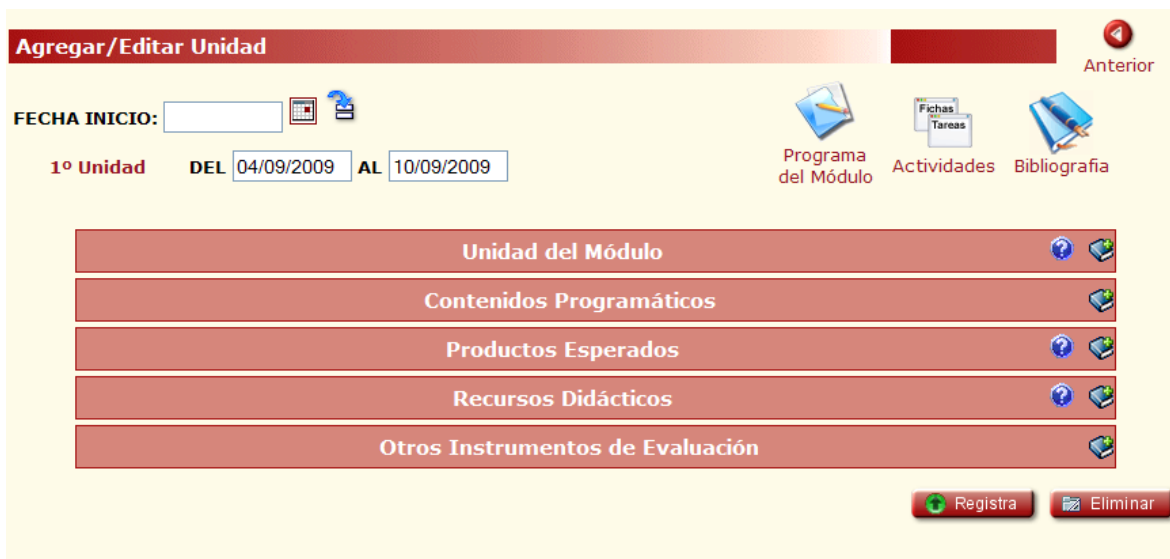 Agregar/Editar Unidad
Anterior
FECHA INICIO:
1º Unidad DEL 04/09/2009 AL 10/09/2009
Programa
del Módulo
Fichas
Tareas
Actividades
Bibliografia
Unidad del Módulo
Contenidos Programáticos
Productos Esperados
Recursos Didácticos
Otros Instrumentos de Evaluación
Registra
Eliminar